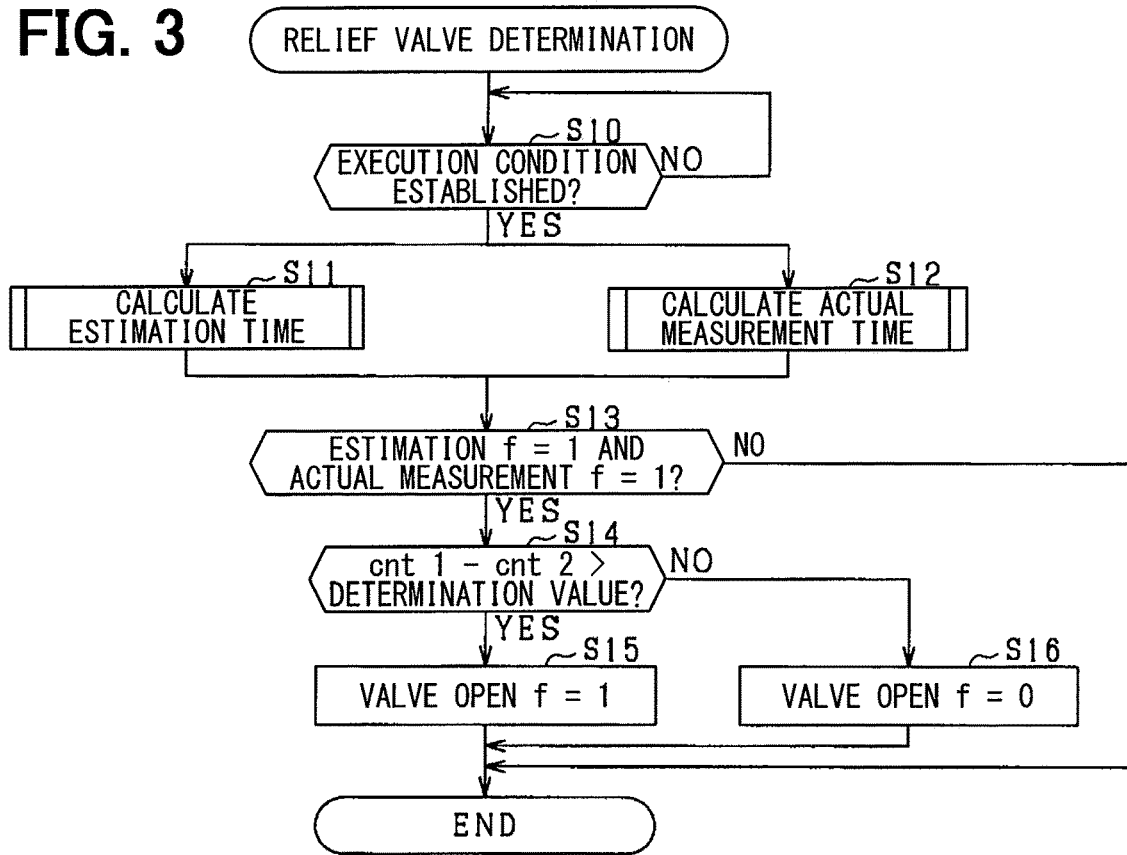 FIG. 3
RELIEF VALVE DETERMINATION
S10
EXECUTION CONDITION
ESTABLISHED?
NO
YES
S11
CALCULATE
ESTIMATION TIME
S12
CALCULATE ACTUAL
MEASUREMENT TIME
S13
ESTIMATION f = 1 AND
ACTUAL MEASUREMENT f = 1?
NO
YES
S14
cnt 1 - cnt 2 >
DETERMINATION VALUE?
NO
YES
S15
VALVE OPEN f = 1
S16
VALVE OPEN f = 0
END